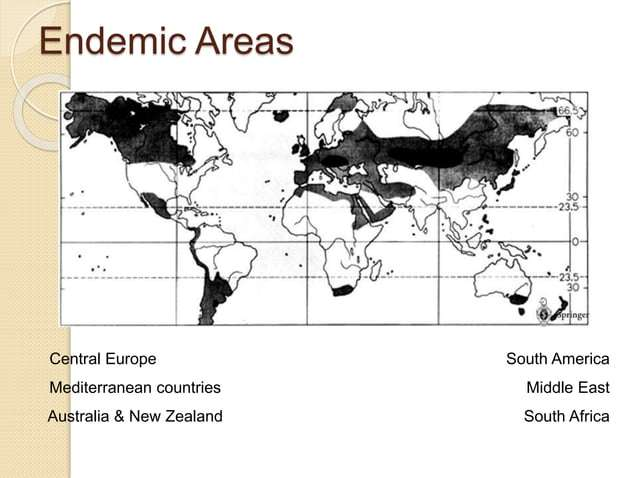 Endemic Areas
66.5
60
30
23.5
0
23.5
30
Springer
Central Europe
South America
Mediterranean countries
Middle East
Australia & New Zealand
South Africa